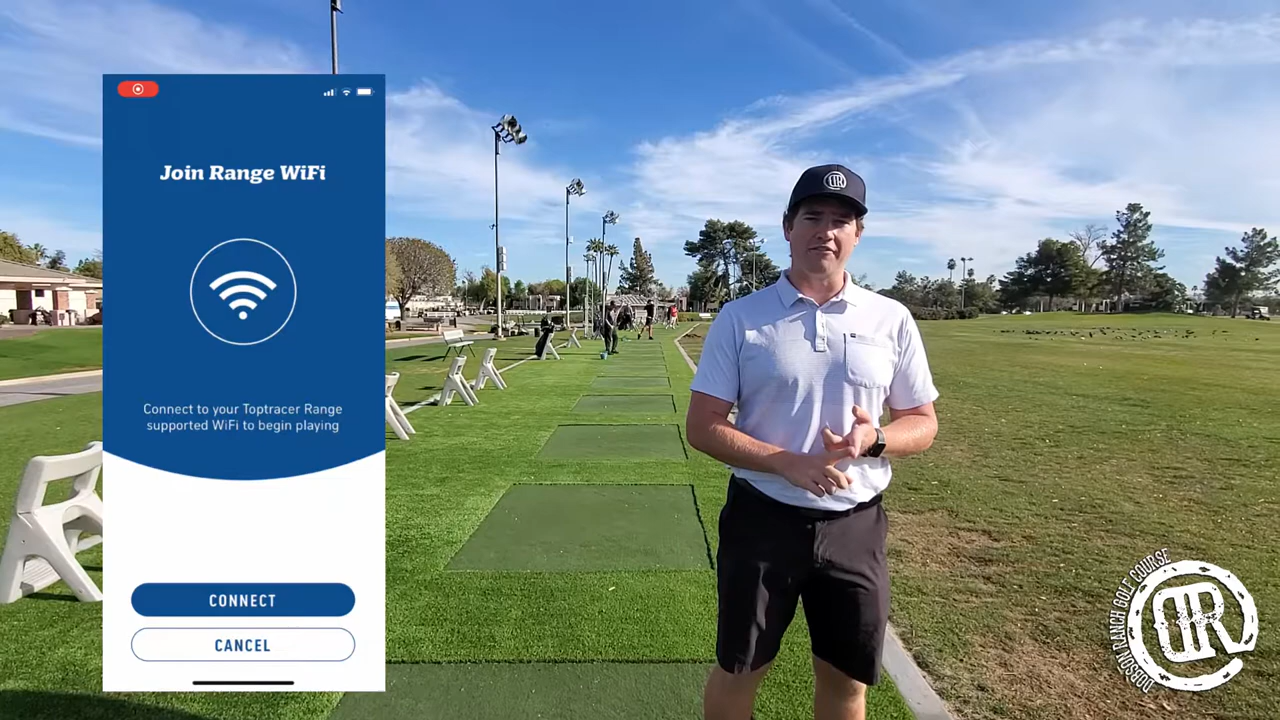 Join Range WiFi
Connect to your Toptracer Range
supported WiFi to begin playing
CONNECT
CANCEL
DOBSON RANCH GOLF COURSE
DR